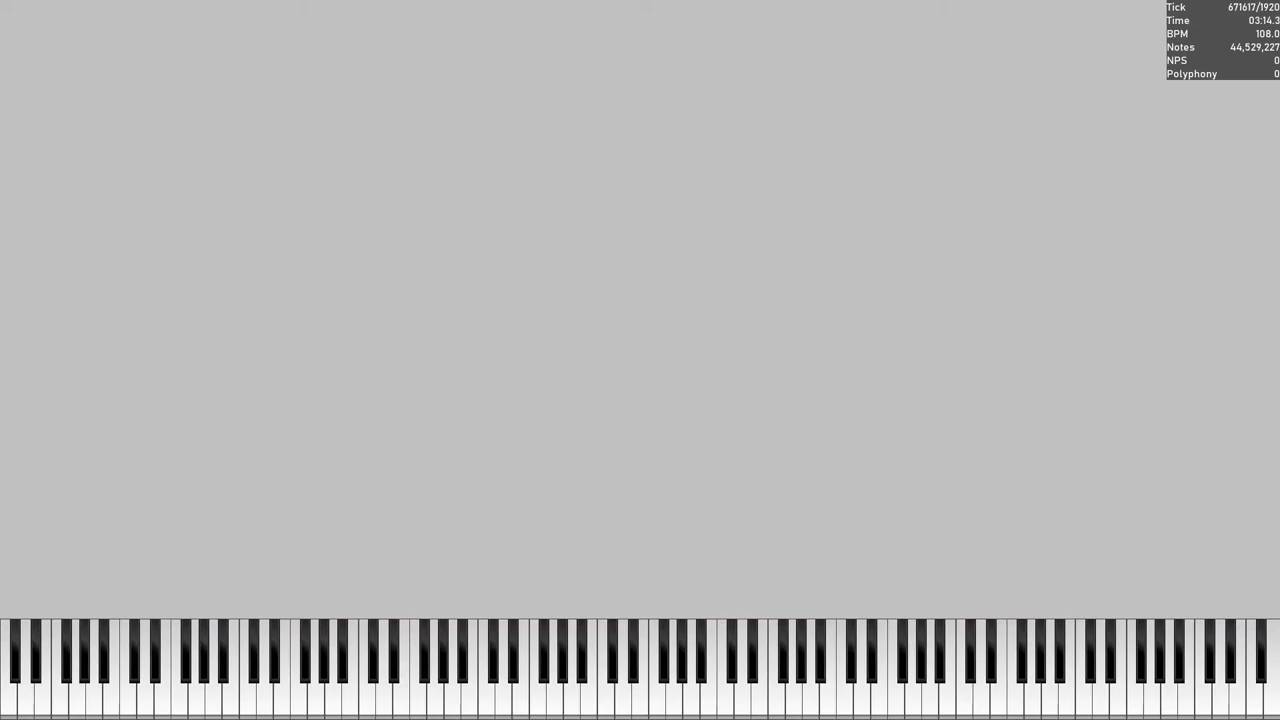 Tick 671617/1920
Time 03:14.3
BPM 108.0
Notes 44,529,227
NPS 0
Polyphony 0